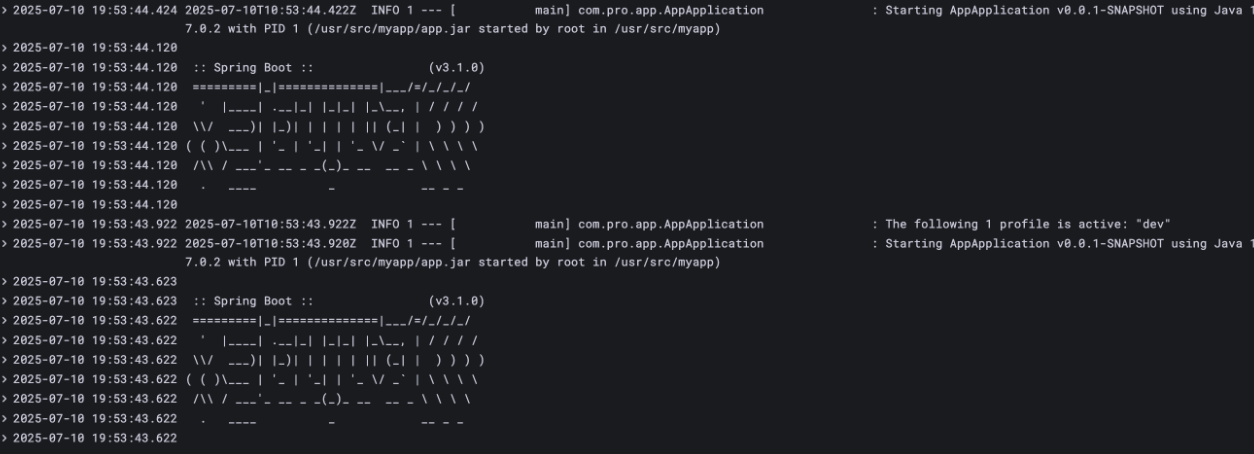 > 2025-07-10 19:53:44.424 2025-07-10T10:53:44.422Z  INFO 1 --- [           main] com.pro.app.AppApplication               : Starting AppApplication v0.0.1-SNAPSHOT using Java 1
7.0.2 with PID 1 (/usr/src/myapp/app.jar started by root in /usr/src/myapp)
> 2025-07-10 19:53:44.120
> 2025-07-10 19:53:44.120  :: Spring Boot ::                (v3.1.0)
> 2025-07-10 19:53:44.120  =========|_|==============|___/=/_/_/_/
> 2025-07-10 19:53:44.120   '  |____| .__|_| |_|_| |_\__, | / / / /
> 2025-07-10 19:53:44.120  \\/  ___)| |_)| | | | | || (_| |  ) ) ) )
> 2025-07-10 19:53:44.120 ( ( )\___ | '_ | '_| | '_ \/ _` | \ \ \ \
> 2025-07-10 19:53:44.120  /\\ / ___'_ __ _ _(_)_ __  __ _ \ \ \ \
> 2025-07-10 19:53:44.120   .   ____          _            __ _ _
> 2025-07-10 19:53:44.120
> 2025-07-10 19:53:43.922 2025-07-10T10:53:43.922Z  INFO 1 --- [           main] com.pro.app.AppApplication               : The following 1 profile is active: "dev"
> 2025-07-10 19:53:43.922 2025-07-10T10:53:43.920Z  INFO 1 --- [           main] com.pro.app.AppApplication               : Starting AppApplication v0.0.1-SNAPSHOT using Java 1
7.0.2 with PID 1 (/usr/src/myapp/app.jar started by root in /usr/src/myapp)
> 2025-07-10 19:53:43.623
> 2025-07-10 19:53:43.623  :: Spring Boot ::                (v3.1.0)
> 2025-07-10 19:53:43.622  =========|_|==============|___/=/_/_/_/
> 2025-07-10 19:53:43.622   '  |____| .__|_| |_|_| |_\__, | / / / /
> 2025-07-10 19:53:43.622  \\/  ___)| |_)| | | | | || (_| |  ) ) ) )
> 2025-07-10 19:53:43.622 ( ( )\___ | '_ | '_| | '_ \/ _` | \ \ \ \
> 2025-07-10 19:53:43.622  /\\ / ___'_ __ _ _(_)_ __  __ _ \ \ \ \
> 2025-07-10 19:53:43.622   .   ____          _            __ _ _
> 2025-07-10 19:53:43.622